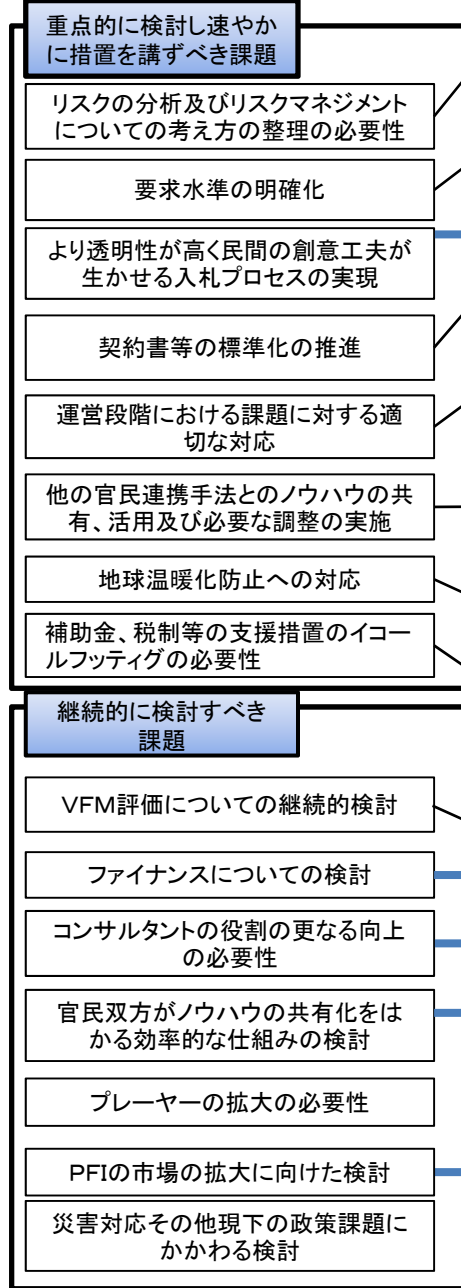 重点的に検討し速やか
に措置を講ずべき課題
リスクの分析及びリスクマネジメント
についての考え方の整理の必要性
要求水準の明確化
より透明性が高く民間の創意工夫が
生かせる入札プロセスの実現
契約書等の標準化の推進
運営段階における課題に対する適
切な対応
他の官民連携手法とのノウハウの共
有、活用及び必要な調整の実施
地球温暖化防止への対応
補助金、税制等の支援措置のイコー
ルフッティグの必要性
継続的に検討すべき
課題
VFM評価についての継続的検討
ファイナンスについての検討
コンサルタントの役割の更なる向上
の必要性
官民双方がノウハウの共有化をは
かる効率的な仕組みの検討
プレーヤーの拡大の必要性
PFIの市場の拡大に向けた検討
災害対応その他現下の政策課題に
かかわる検討